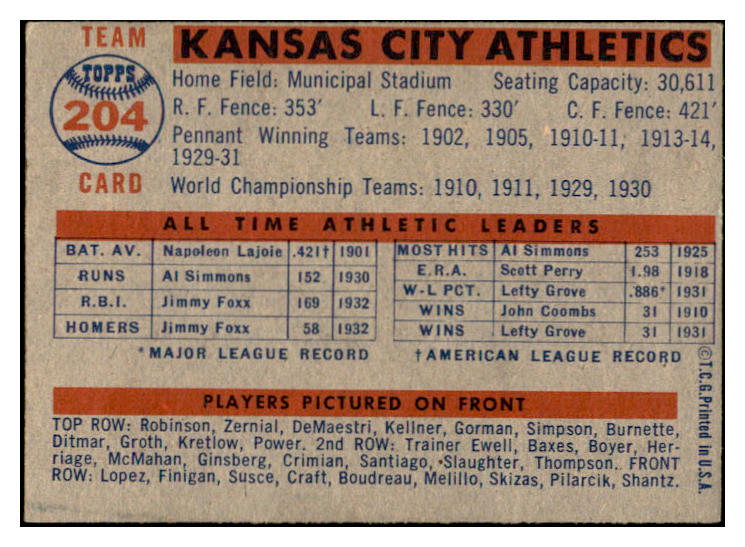 TEAM
TOPPS
204
CARD
KANSAS CITY ATHLETICS
Home Field: Municipal Stadium Seating Capacity: 30,611
R. F. Fence: 353′ L. F. Fence: 330′ C. F. Fence: 421′
Pennant Winning Teams: 1902, 1905, 1910-11, 1913-14,
1929-31
World Championship Teams: 1910, 1911, 1929, 1930
ALL TIME ATHLETIC LEADERS
BAT. AV. Napoleon Lajoie .421† 1901
RUNS Al Simmons 152 1930
R.B.I. Jimmy Foxx 169 1932
HOMERS Jimmy Foxx 58 1932
MOST HITS Al Simmons 253 1925
E.R.A. Scott Perry 1.98 1918
W-L PCT. Lefty Grove .886* 1931
WINS John Coombs 31 1910
WINS Lefty Grove 31 1931
*MAJOR LEAGUE RECORD †AMERICAN LEAGUE RECORD
©T.C.G. Printed in U.S.A.
PLAYERS PICTURED ON FRONT
TOP ROW: Robinson, Zernial, DeMaestri, Kellner, Gorman, Simpson, Burnette,
Ditmar, Groth, Kretlow, Power. 2nd ROW: Trainer Ewell, Baxes, Boyer, Her-
riage, McMahan, Ginsberg, Crimian, Santiago, Slaughter, Thompson. FRONT
ROW: Lopez, Finigan, Susce, Craft, Boudreau, Melillo, Skizas, Pilarcik, Shantz.